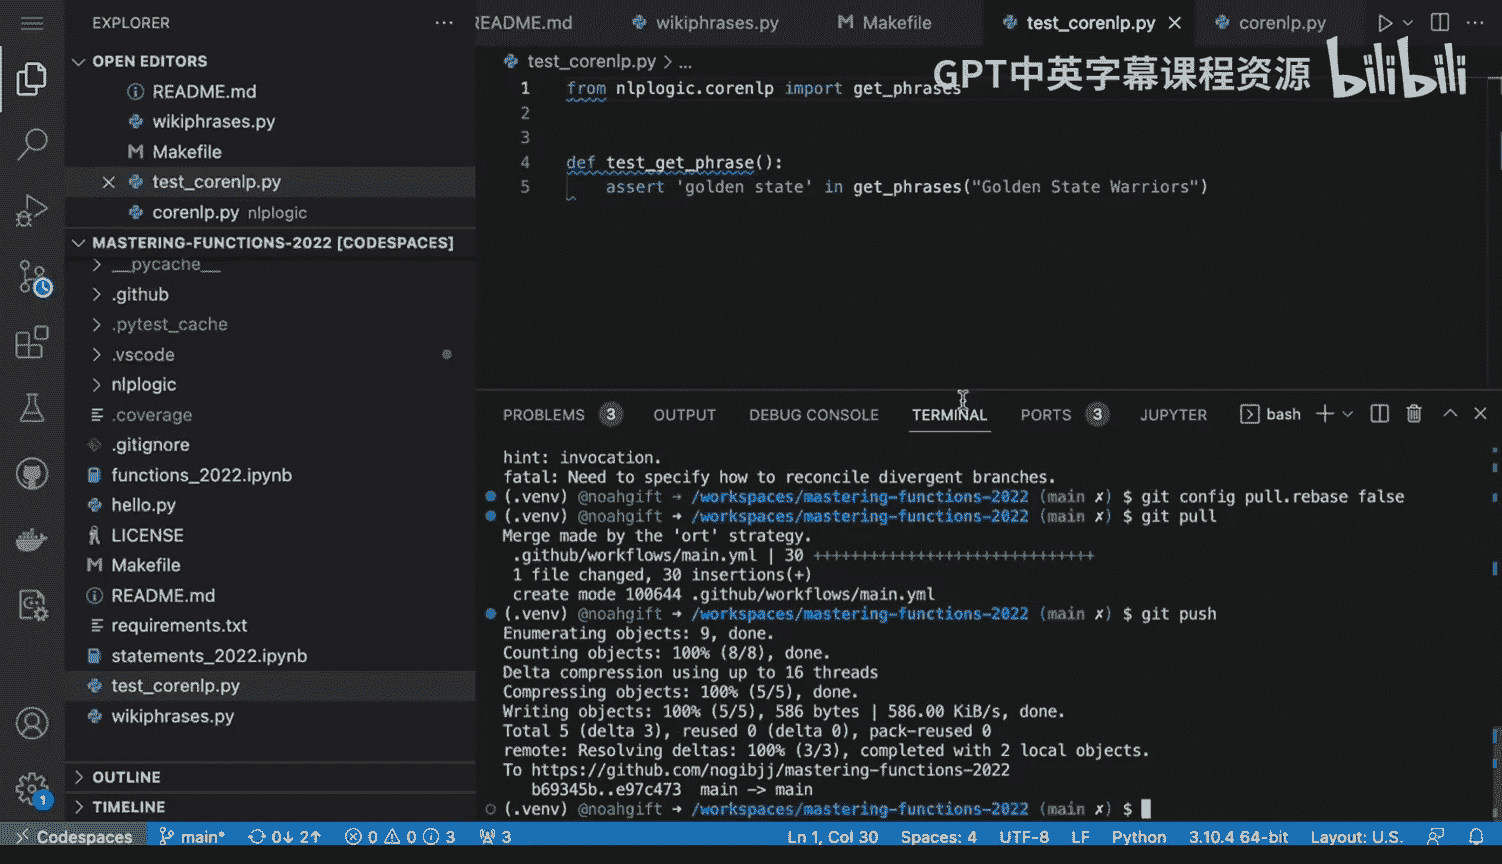 EXPLORER
OPEN EDITORS
README.md
wikiphrases.py
Makefile
test_corenlp.py
corenlp.py nlplogic
MASTERING-FUNCTIONS-2022 [CODESPACES]
__pycache__
.github
.pytest_cache
.vscode
nlplogic
.coverage
.gitignore
functions_2022.ipynb
hello.py
LICENSE
Makefile
README.md
requirements.txt
statements_2022.ipynb
test_corenlp.py
wikiphrases.py
OUTLINE
TIMELINE
README.md wikiphrases.py Makefile test_corenlp.py corenlp.py
test_corenlp.py > ...
GPT中英字幕课程资源 bilibili
1 from nlplogic.corenlp import get_phrases
2
3
4 def test_get_phrase():
5 assert 'golden state' in get_phrases("Golden State Warriors")
PROBLEMS 3 OUTPUT DEBUG CONSOLE TERMINAL PORTS 3 JUPYTER bash
hint: invocation.
fatal: Need to specify how to reconcile divergent branches.
(.venv) @noahgift → /workspaces/mastering-functions-2022 (main ✗) $ git config pull.rebase false
(.venv) @noahgift → /workspaces/mastering-functions-2022 (main ✗) $ git pull
Merge made by the 'ort' strategy.
.github/workflows/main.yml | 30 ++++++++++++++++++++++++++++++
1 file changed, 30 insertions(+)
create mode 100644 .github/workflows/main.yml
(.venv) @noahgift → /workspaces/mastering-functions-2022 (main ✗) $ git push
Enumerating objects: 9, done.
Counting objects: 100% (8/8), done.
Delta compression using up to 16 threads
Compressing objects: 100% (5/5), done.
Writing objects: 100% (5/5), 586 bytes | 586.00 KiB/s, done.
Total 5 (delta 3), reused 0 (delta 0), pack-reused 0
remote: Resolving deltas: 100% (3/3), completed with 2 local objects.
To https://github.com/nogibjj/mastering-functions-2022
b69345b..e97c473 main -> main
(.venv) @noahgift → /workspaces/mastering-functions-2022 (main ✗) $
1
Codespaces main* 0↓ 2↑ 0 0 3 3 Ln 1, Col 30 Spaces: 4 UTF-8 LF Python 3.10.4 64-bit Layout: U.S.